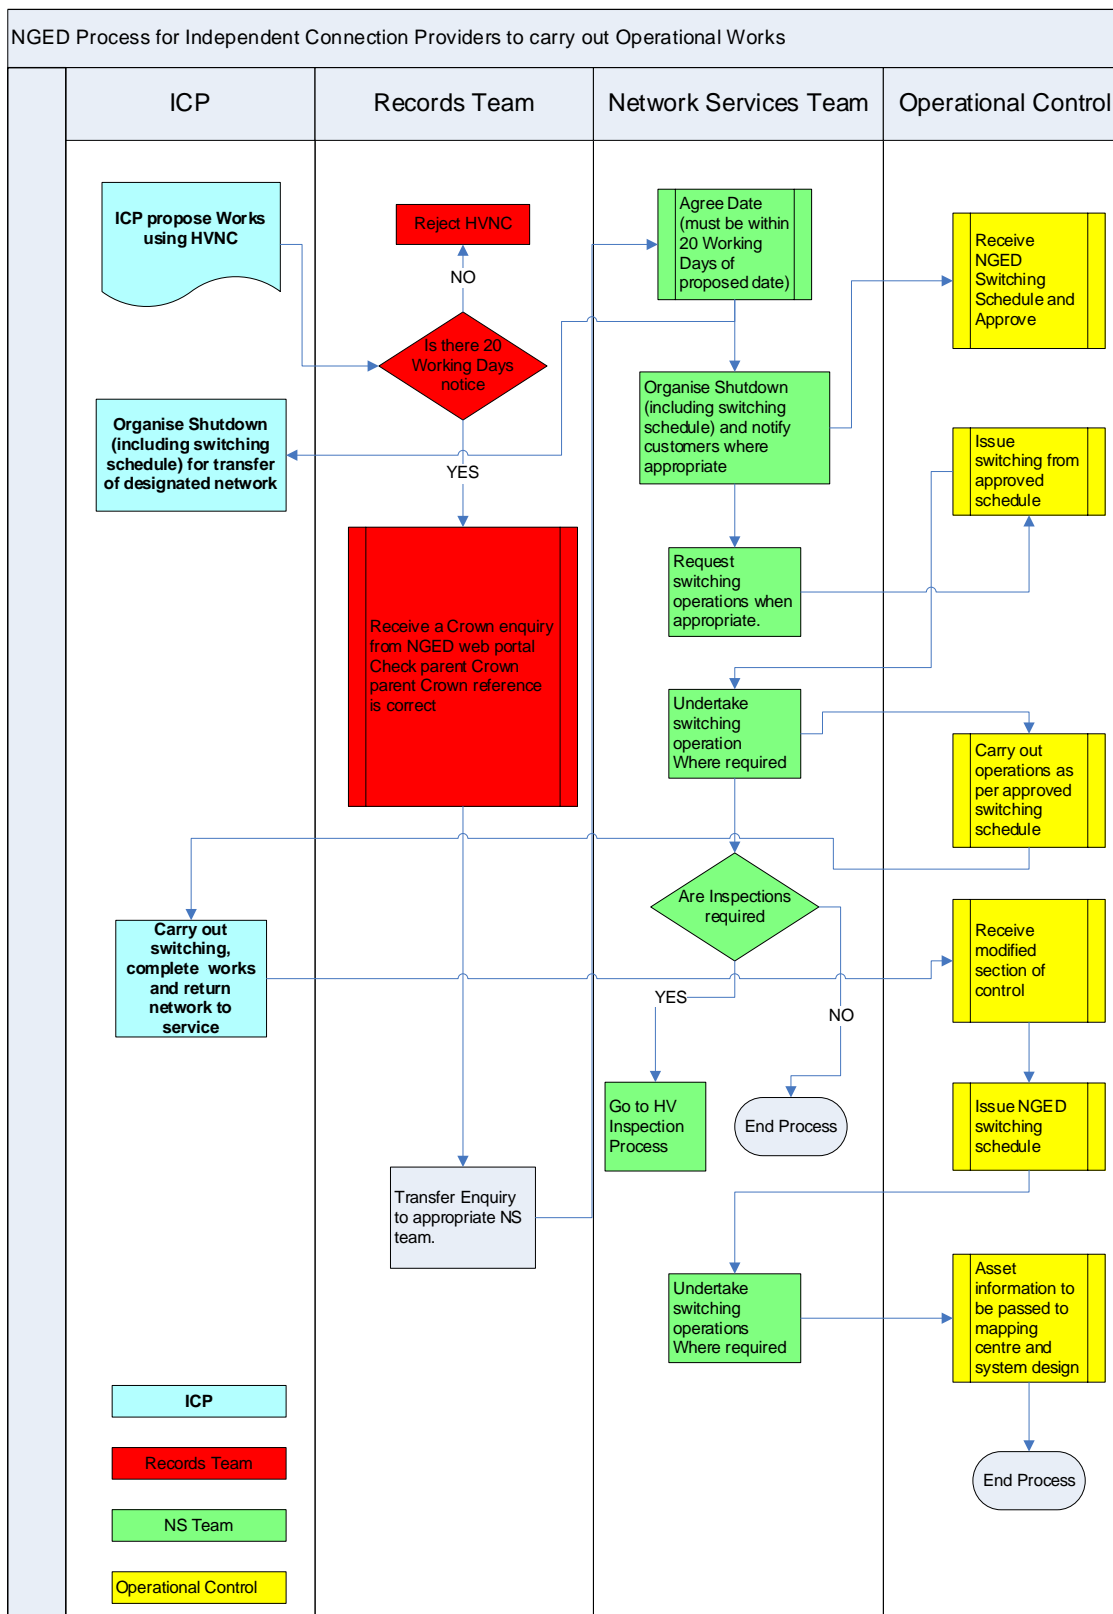 NGED Process for Independent Connection Providers to carry out Operational Works
ICP
Records Team
Network Services Team
Operational Control
ICP propose Works
using HVNC
Reject HVNC
NO
Is there 20
Working Days
notice
YES
Organise Shutdown
(including switching
schedule) for transfer
of designated network
Receive a Crown enquiry
from NGED web portal
Check parent Crown
parent Crown reference
is correct
Agree Date
(must be within
20 Working
Days of
proposed date)
Receive
NGED
Switching
Schedule and
Approve
Organise Shutdown
(including switching
schedule) and notify
customers where
appropriate
Issue
switching from
approved
schedule
Request
switching
operations when
appropriate.
Undertake
switching
operation
Where required
Carry out
operations as
per approved
switching
schedule
Are Inspections
required
YES
NO
Carry out
switching,
complete works
and return
network to
service
Receive
modified
section of
control
Go to HV
Inspection
Process
End Process
Issue NGED
switching
schedule
Transfer Enquiry
to appropriate NS
team.
Undertake
switching
operations
Where required
Asset
information to
be passed to
mapping
centre and
system design
End Process
ICP
Records Team
NS Team
Operational Control